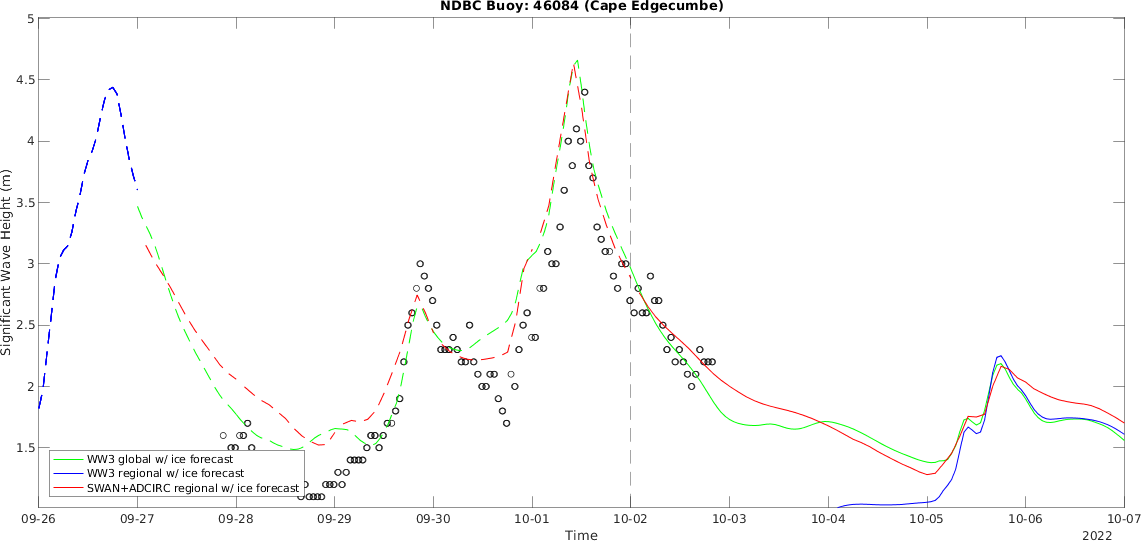 NDBC Buoy: 46084 (Cape Edgecumbe)
5
4.5
4
3.5
3
2.5
2
1.5
Significant Wave Height (m)
WW3 global w/ ice forecast
WW3 regional w/ ice forecast
SWAN+ADCIRC regional w/ ice forecast
09-26 09-27 09-28 09-29 09-30 10-01 10-02 10-03 10-04 10-05 10-06 10-07
Time
2022